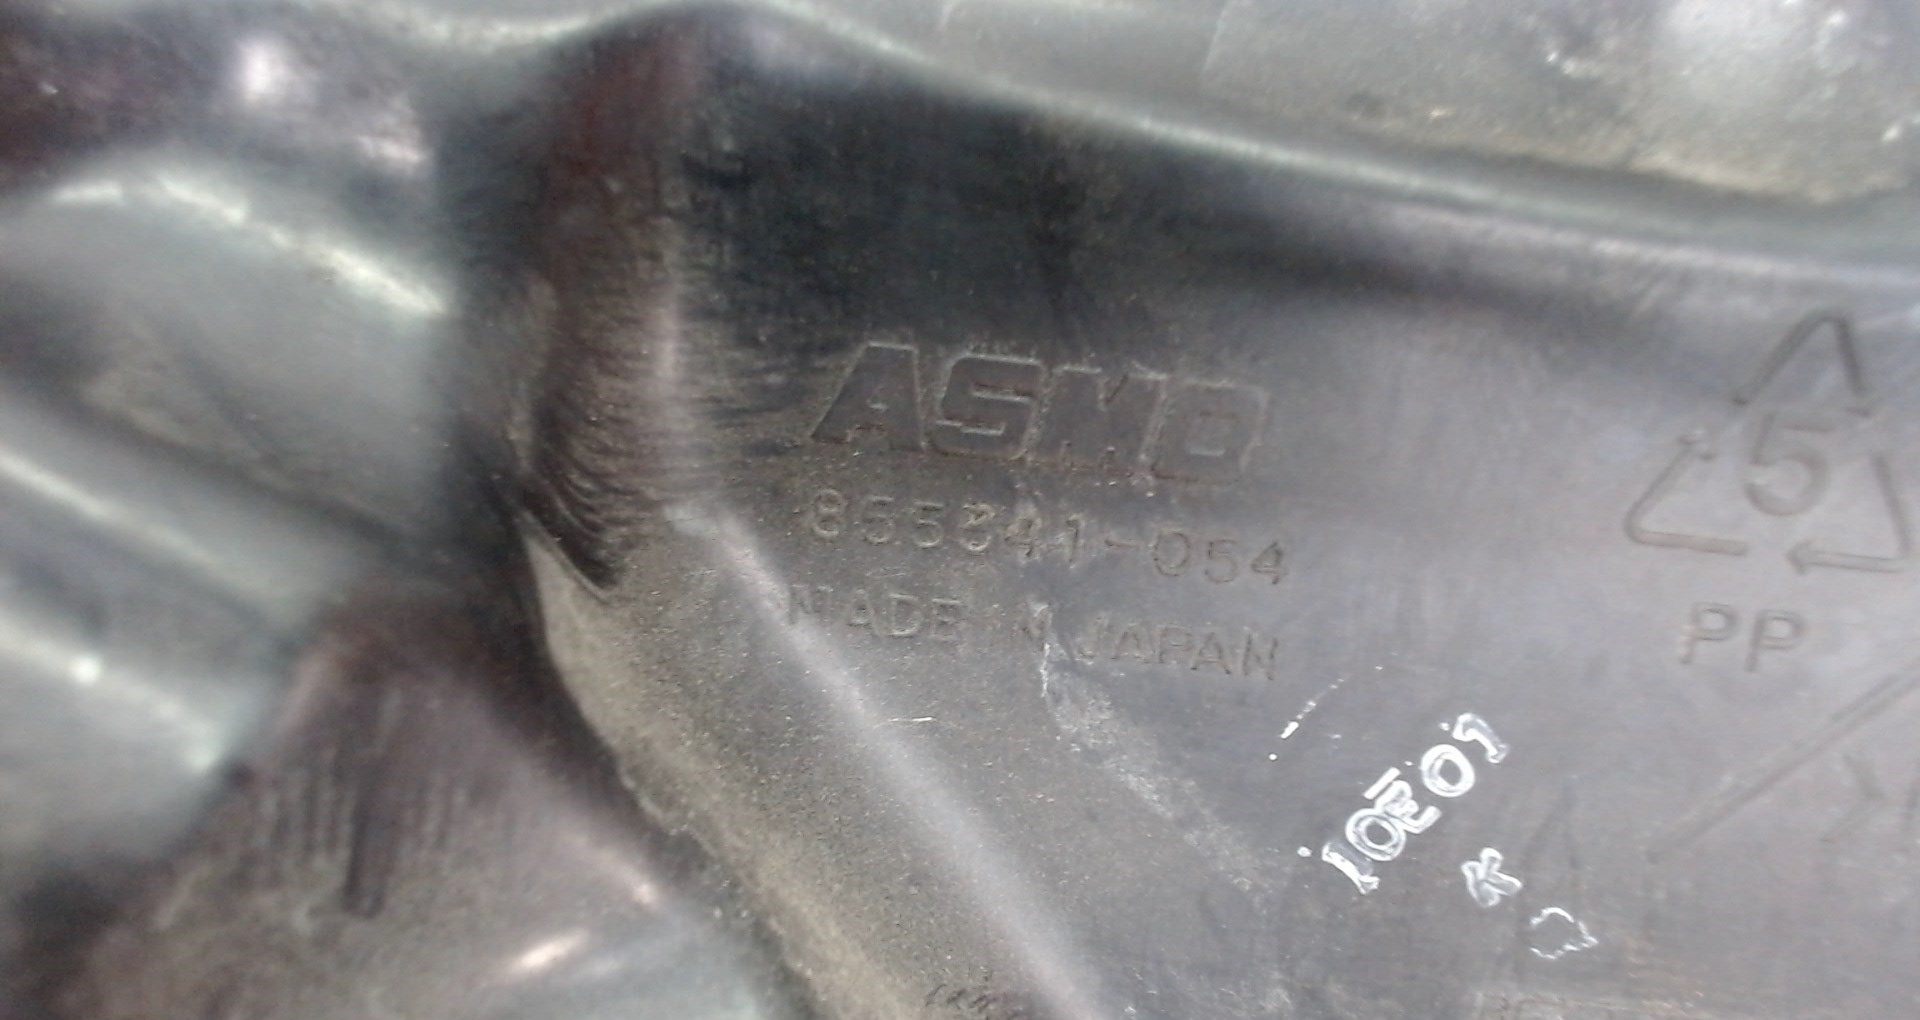 ASMO
855341-054
MADE IN JAPAN
5
PP
10E01